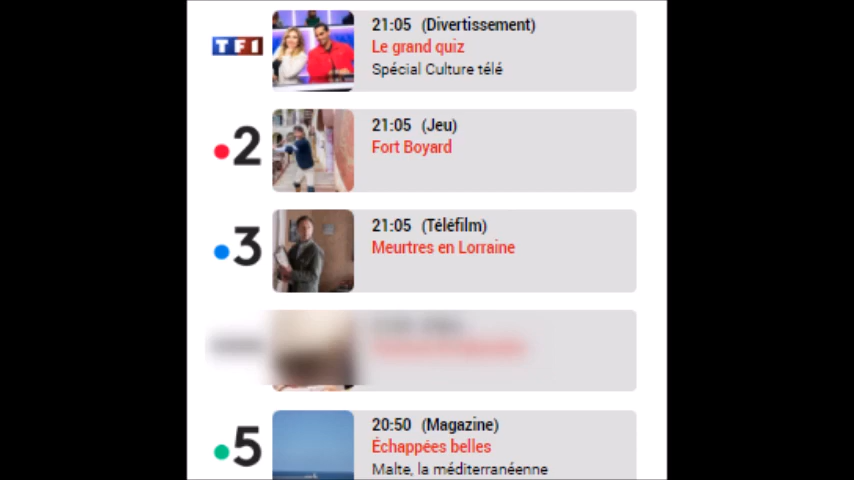 TF1
21:05 (Divertissement)
Le grand quiz
Spécial Culture télé
2
21:05 (Jeu)
Fort Boyard
3
21:05 (Téléfilm)
Meurtres en Lorraine
5
20:50 (Magazine)
Échappées belles
Malte, la méditerranéenne